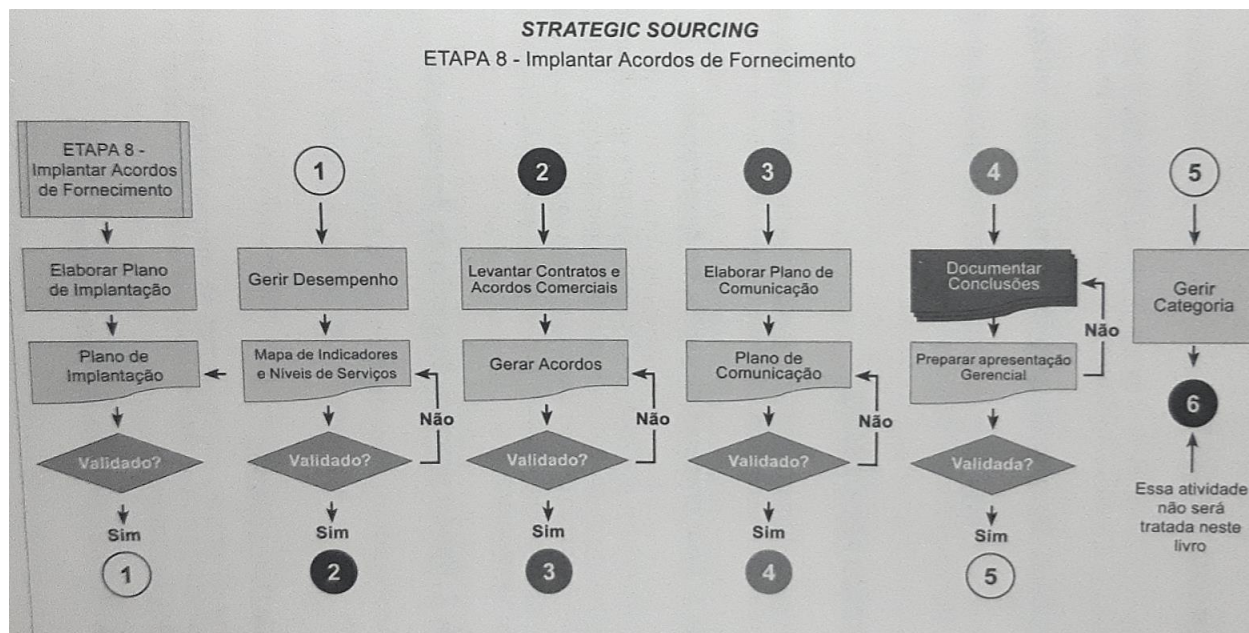 STRATEGIC SOURCING
ETAPA 8 - Implantar Acordos de Fornecimento
ETAPA 8 -
Implantar Acordos
de Fornecimento
Elaborar Plano
de Implantação
Plano de
Implantação
Validado?
Sim
1
1
Gerir Desempenho
Mapa de Indicadores
e Níveis de Serviços
Não
Validado?
Sim
2
2
Levantar Contratos e
Acordos Comerciais
Gerar Acordos
Não
Validado?
Sim
3
3
Elaborar Plano de
Comunicação
Plano de
Comunicação
Não
Validado?
Sim
4
4
Documentar
Conclusões
Não
Preparar apresentação
Gerencial
Validada?
Sim
5
5
Gerir
Categoria
6
Essa atividade
não será
tratada neste
livro